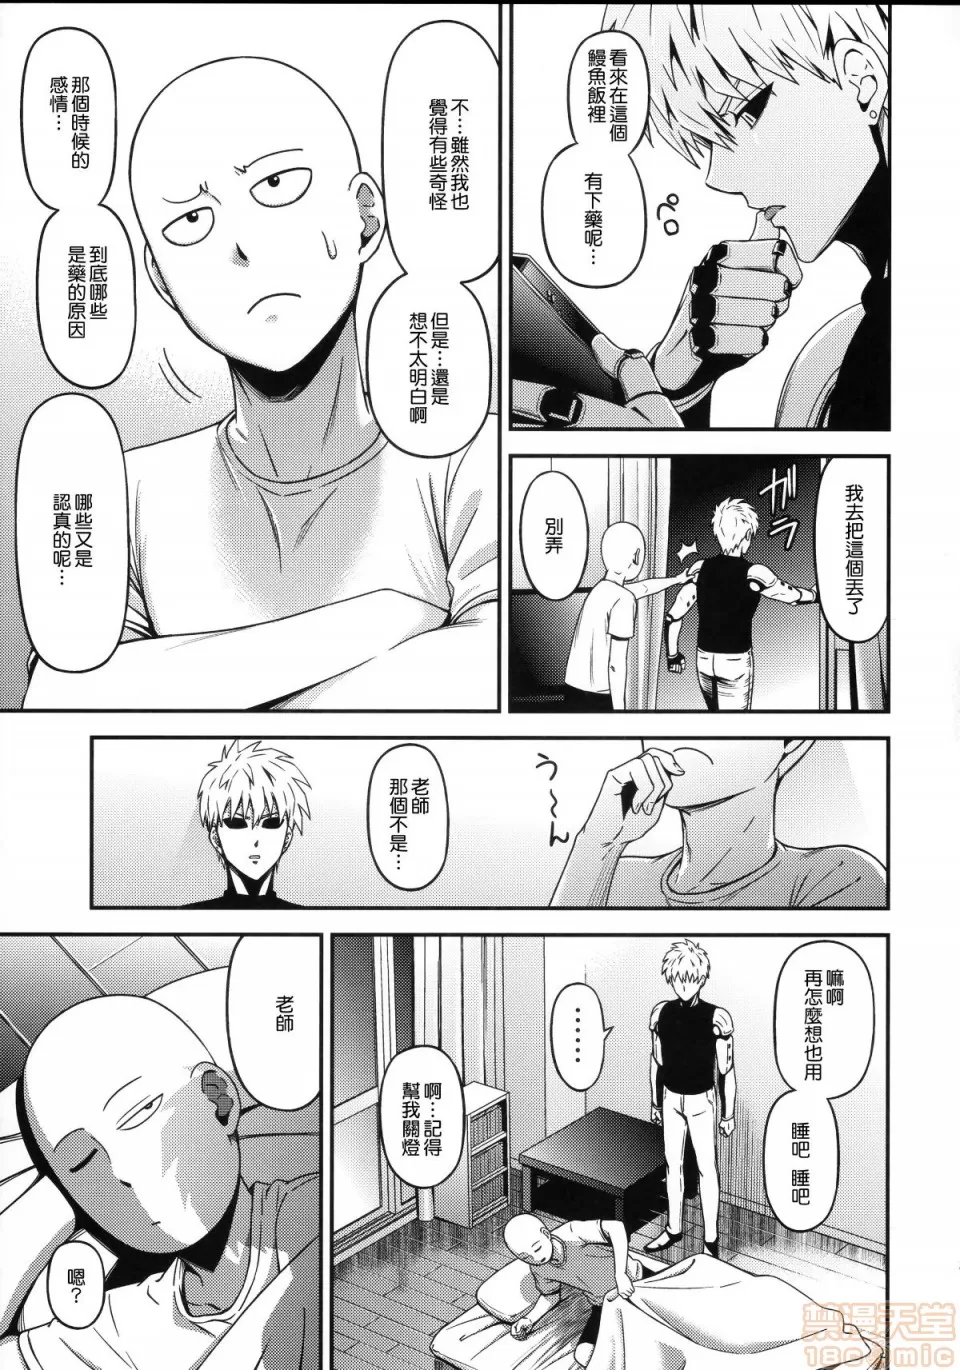 看來在這個
鰻魚飯裡
有下藥呢…
不…雖然我也
覺得有些奇怪
但是…還是
想不太明白啊
那個時候的
感情…
到底哪些
是藥的原因
哪些又是
認真的呢…
我去把這個丟了
ガラ
別弄
う～～ん
老師
那個不是…
嘛啊
再怎麼想也用
睡吧 睡吧
……
啊…記得
幫我關燈
老師
嗯？
禁漫天堂
18comic